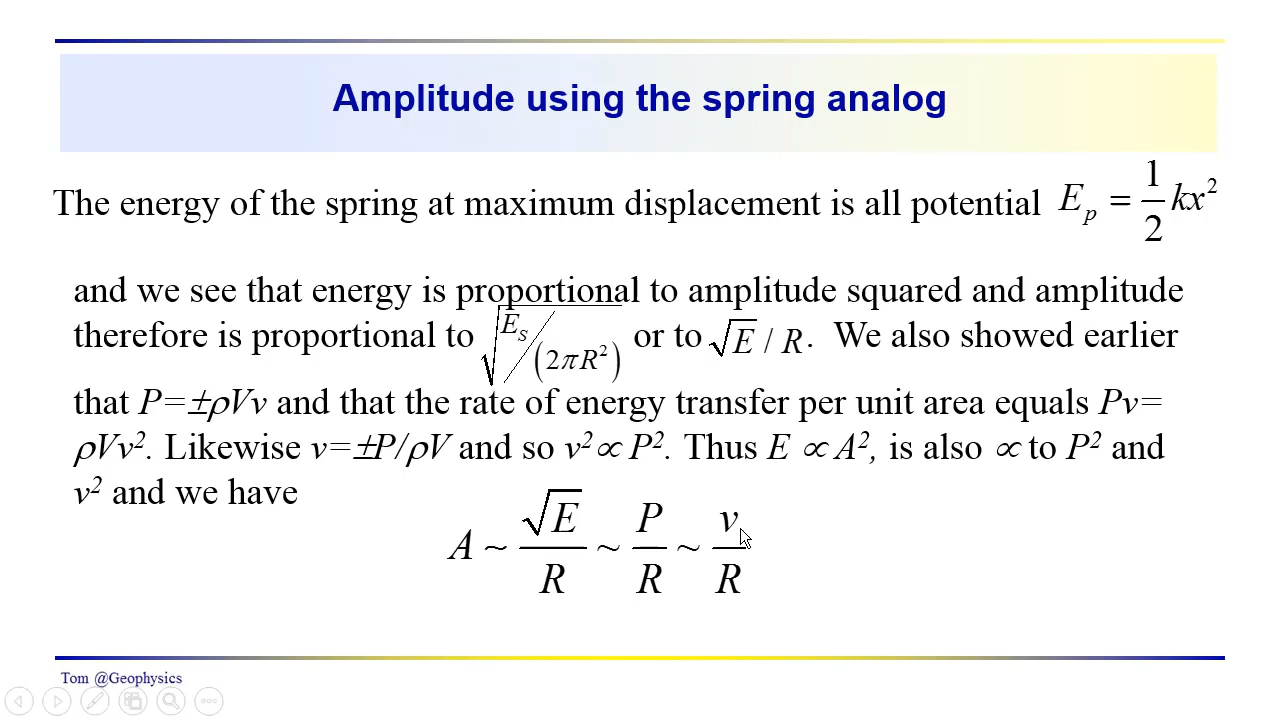 Amplitude using the spring analog
The energy of the spring at maximum displacement is all potential E_p = 1/2 kx²
and we see that energy is proportional to amplitude squared and amplitude
therefore is proportional to √(E_S/(2πR²)) or to √E / R. We also showed earlier
that P=±ρVv and that the rate of energy transfer per unit area equals Pv=
ρVv². Likewise v=±P/ρV and so v²∝ P². Thus E ∝ A², is also ∝ to P² and
v² and we have
A ~ √E/R ~ P/R ~ v/R
Tom @Geophysics